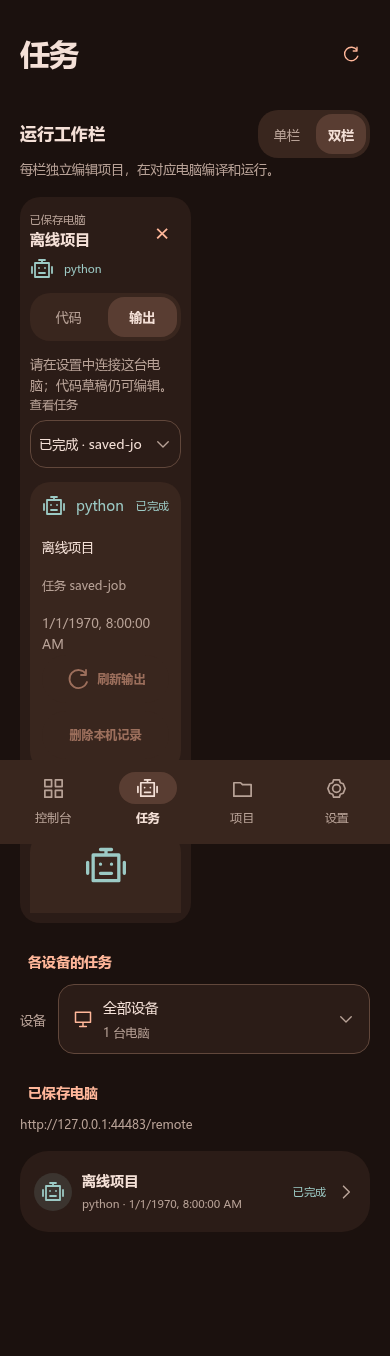 任务
运行工作栏
单栏
双栏
每栏独立编辑项目，在对应电脑编译和运行。
已保存电脑
离线项目
python
代码
输出
请在设置中连接这台电
脑；代码草稿仍可编辑。
查看任务
已完成 · saved-jo
python
已完成
离线项目
任务 saved-job
1/1/1970, 8:00:00
AM
刷新输出
删除本机记录
控制台
任务
项目
设置
各设备的任务
设备
全部设备
1 台电脑
已保存电脑
http://127.0.0.1:44483/remote
离线项目
python · 1/1/1970, 8:00:00 AM
已完成